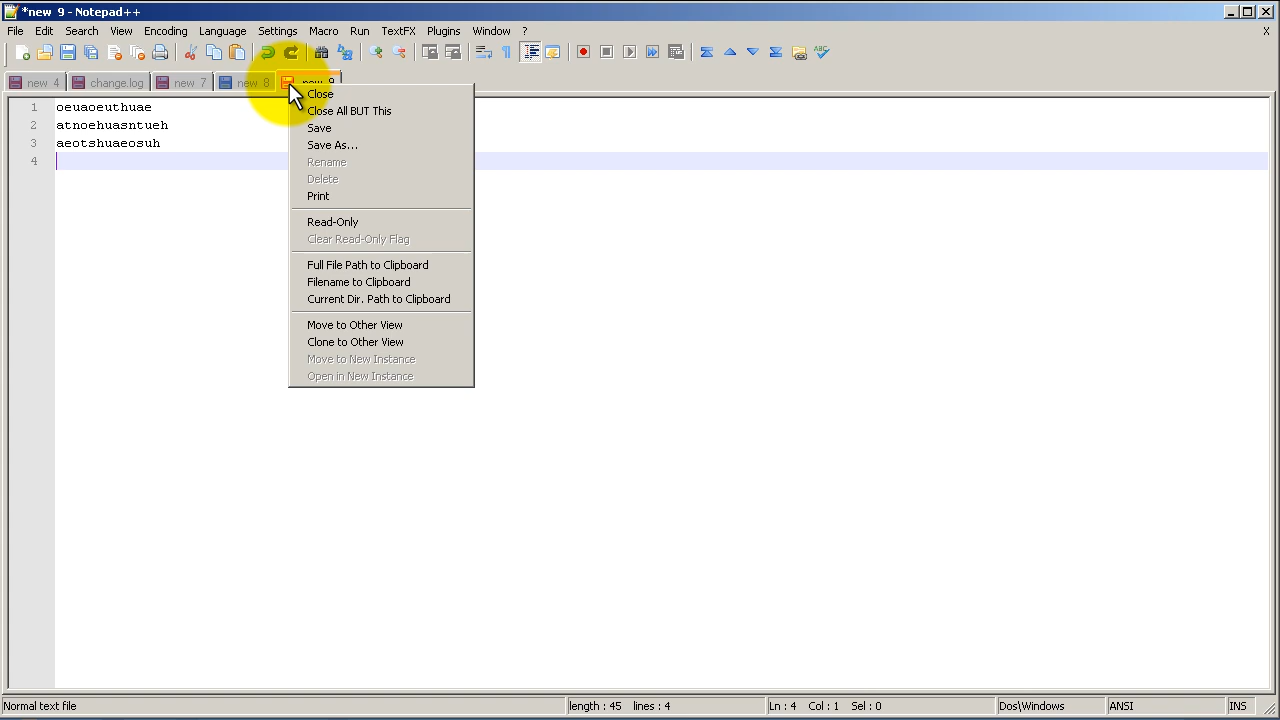 *new  9 - Notepad++
File Edit Search View Encoding Language Settings Macro Run TextFX Plugins Window ? X
new  4 change.log new  7 new  8 new  9
1 oeuaoeuthuae
2 atnoehuasntueh
3 aeotshuaeosuh
4
Close
Close All BUT This
Save
Save As...
Rename
Delete
Print
Read-Only
Clear Read-Only Flag
Full File Path to Clipboard
Filename to Clipboard
Current Dir. Path to Clipboard
Move to Other View
Clone to Other View
Move to New Instance
Open in New Instance
Normal text file length : 45 lines : 4 Ln : 4 Col : 1 Sel : 0 Dos\Windows ANSI INS